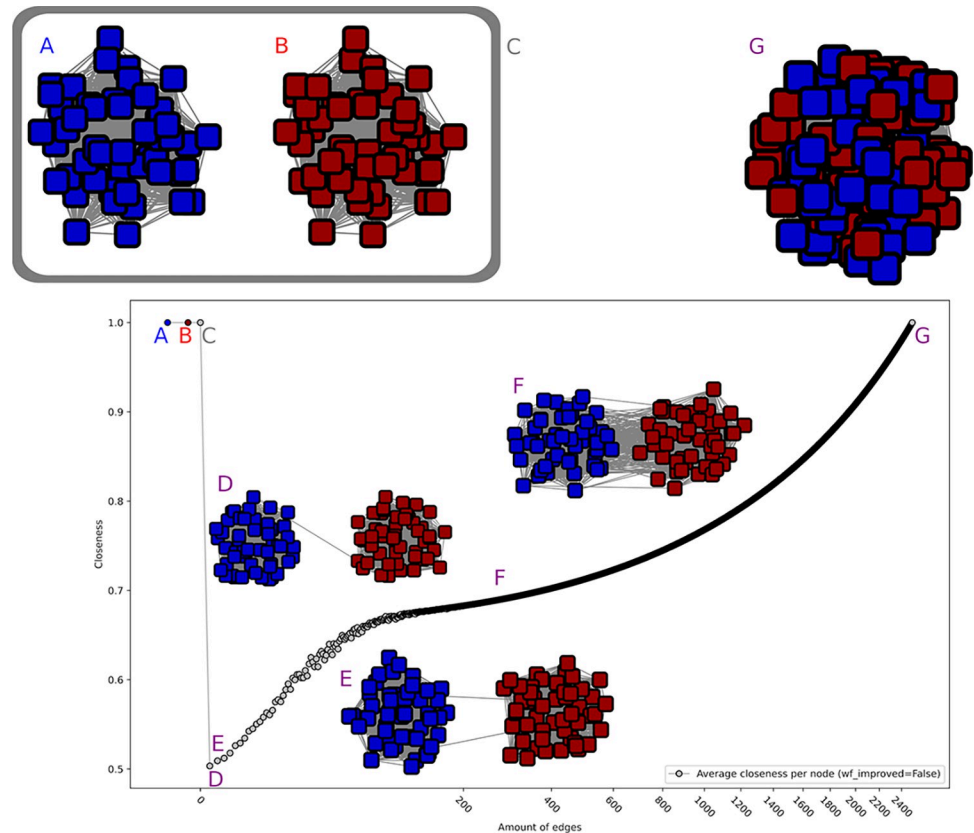 A
B
C
G
1.0
A
B
C
G
F
0.9
D
0.8
Closeness
F
0.7
E
0.6
E
D
0.5
Average closeness per node (wf_improved=False)
0
200
400
600
800
1000
1200
1400
1600
1800
2000
2200
2400
Amount of edges